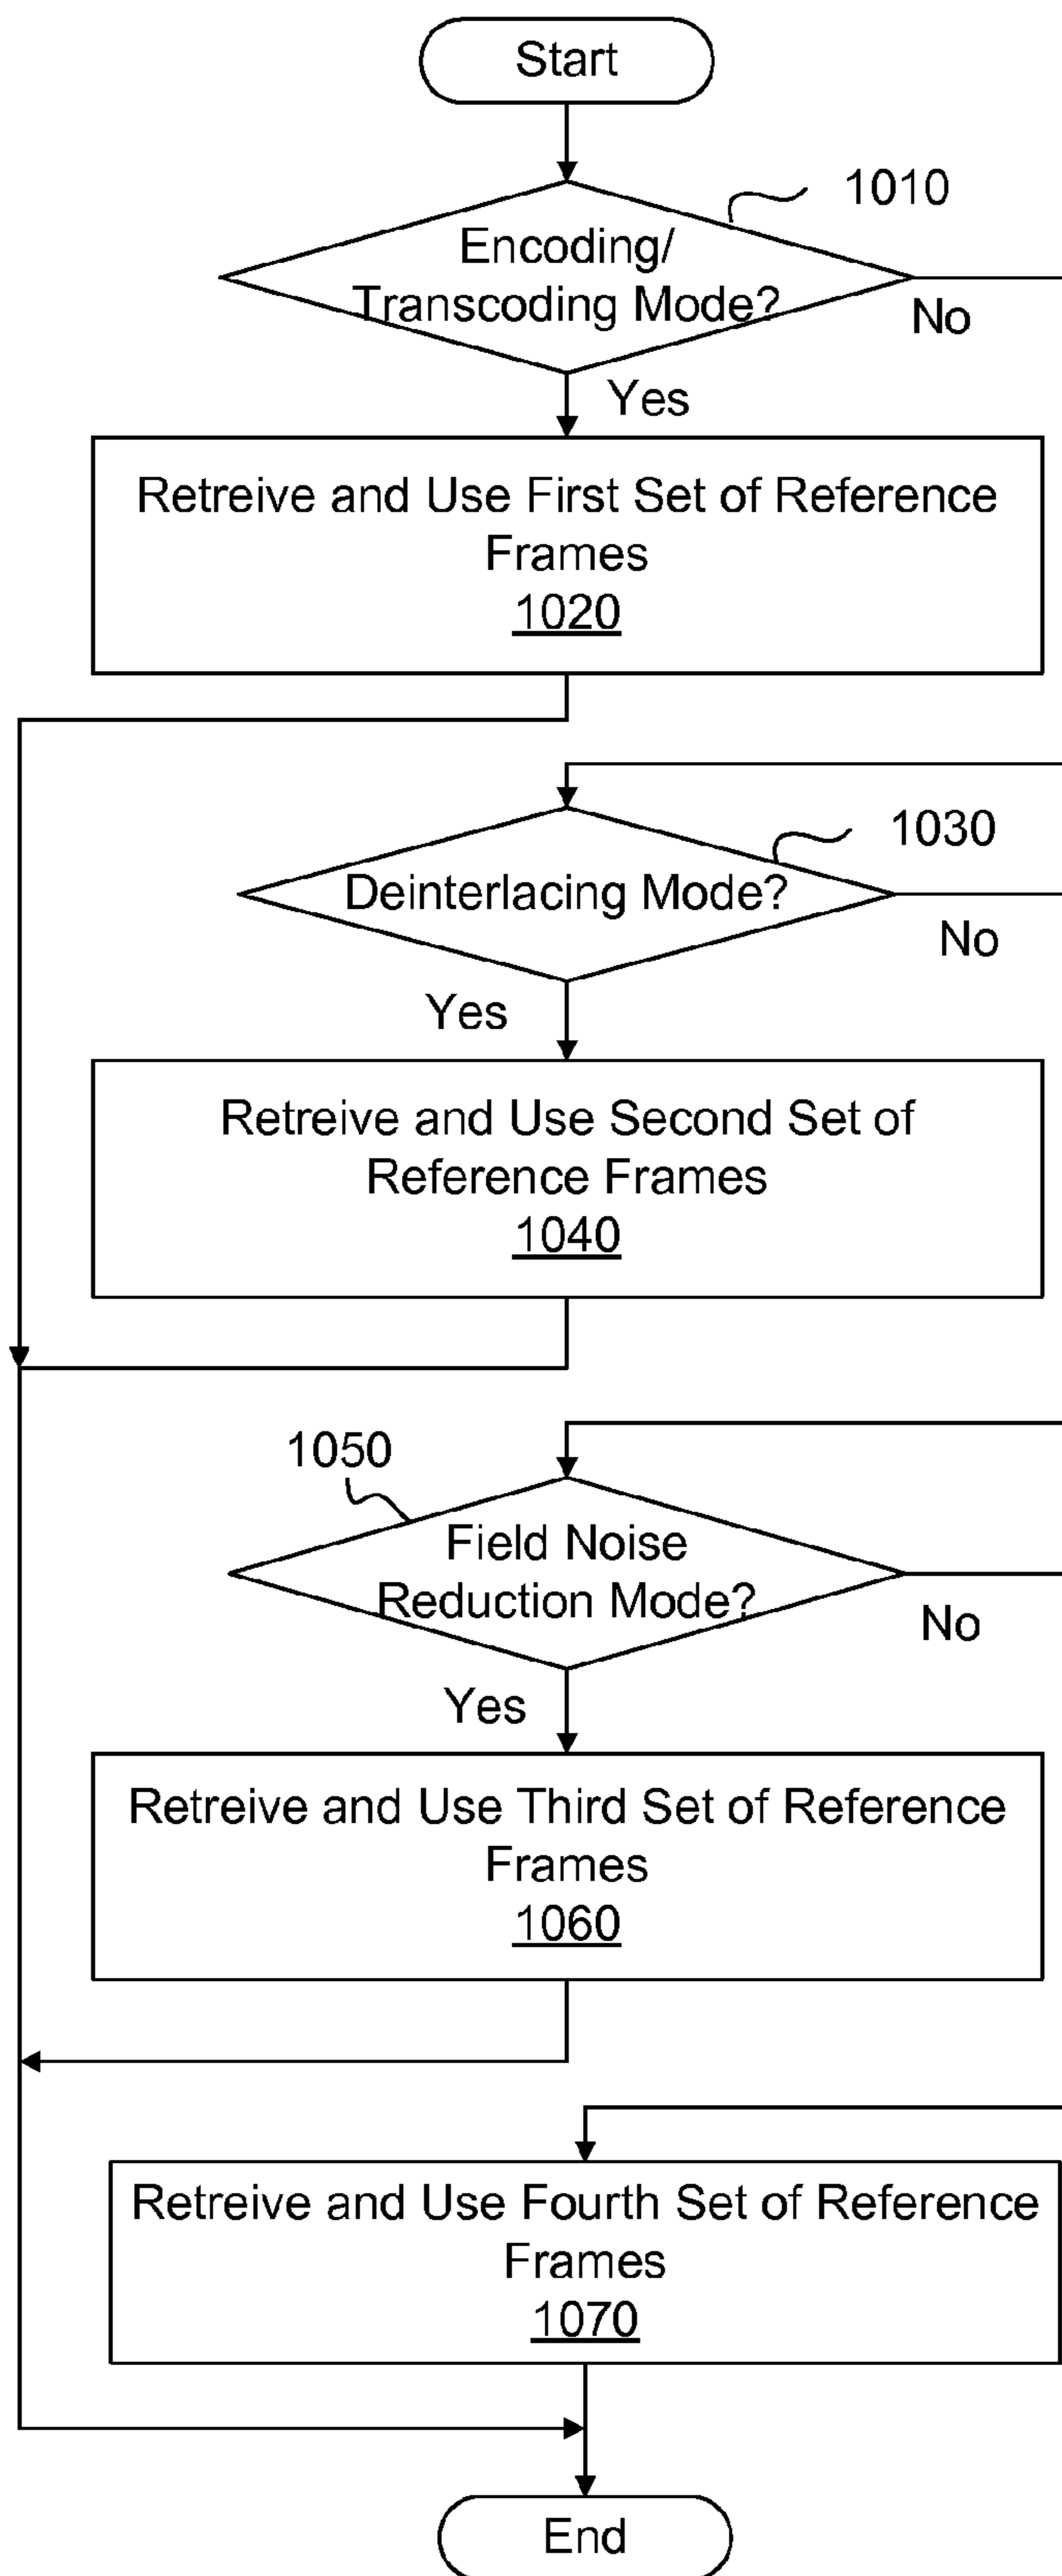 Start
1010
Encoding/
Transcoding Mode?
No
Yes
Retreive and Use First Set of Reference
Frames
1020
1030
Deinterlacing Mode?
No
Yes
Retreive and Use Second Set of
Reference Frames
1040
1050
Field Noise
Reduction Mode?
No
Yes
Retreive and Use Third Set of Reference
Frames
1060
Retreive and Use Fourth Set of Reference
Frames
1070
End